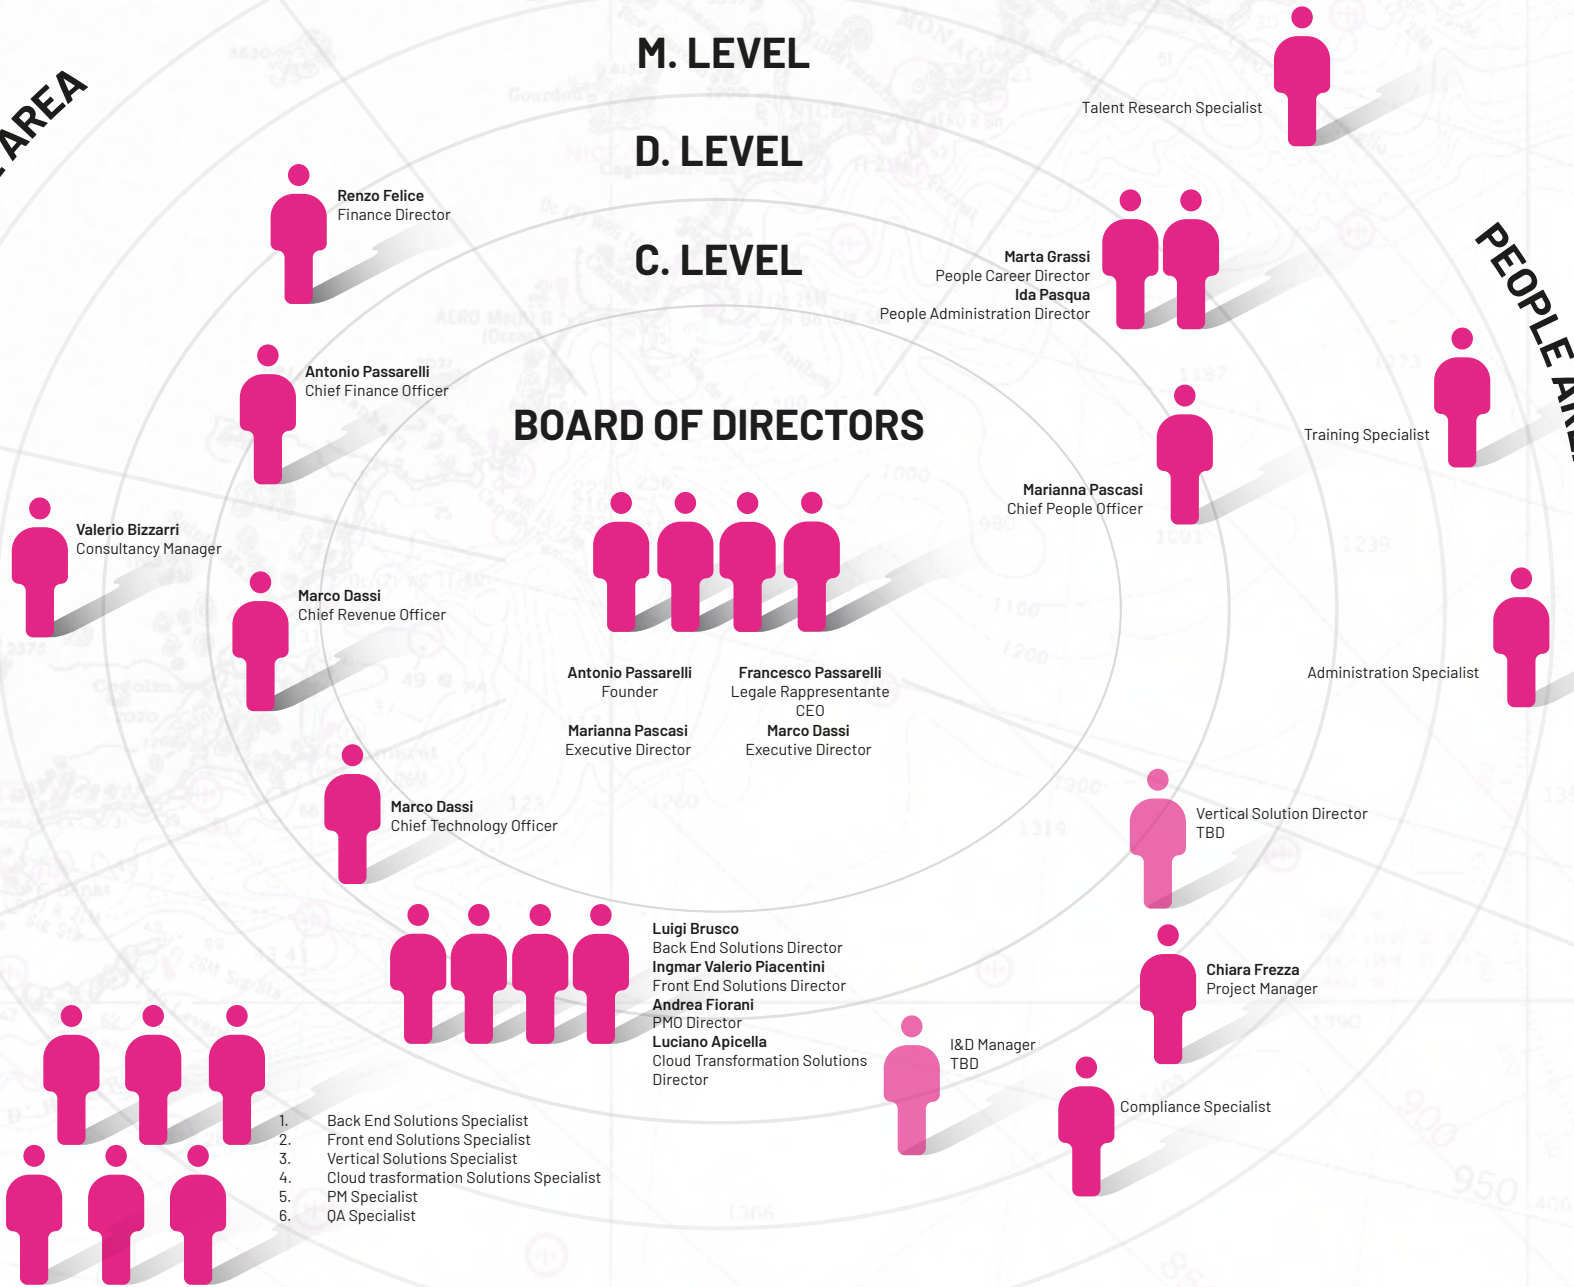 M. LEVEL
D. LEVEL
C. LEVEL
BOARD OF DIRECTORS
AREA
PEOPLE
Talent Research Specialist
Renzo Felice
Finance Director
Marta Grassi
People Career Director
Ida Pasqua
People Administration Director
Antonio Passarelli
Chief Finance Officer
Training Specialist
Marianna Pascasi
Chief People Officer
Valerio Bizzarri
Consultancy Manager
Marco Dassi
Chief Revenue Officer
Antonio Passarelli
Founder
Francesco Passarelli
Legale Rappresentante
CEO
Marianna Pascasi
Executive Director
Marco Dassi
Executive Director
Administration Specialist
Marco Dassi
Chief Technology Officer
Vertical Solution Director
TBD
Luigi Brusco
Back End Solutions Director
Ingmar Valerio Piacentini
Front End Solutions Director
Andrea Fiorani
PMO Director
Luciano Apicella
Cloud Transformation Solutions
Director
Chiara Frezza
Project Manager
I&D Manager
TBD
Compliance Specialist
1. Back End Solutions Specialist
2. Front end Solutions Specialist
3. Vertical Solutions Specialist
4. Cloud trasformation Solutions Specialist
5. PM Specialist
6. QA Specialist